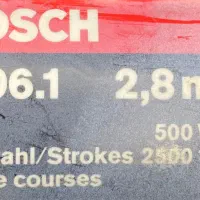 OSCH
06.1 2,8 m
500 W
ahl/Strokes 2500
e courses